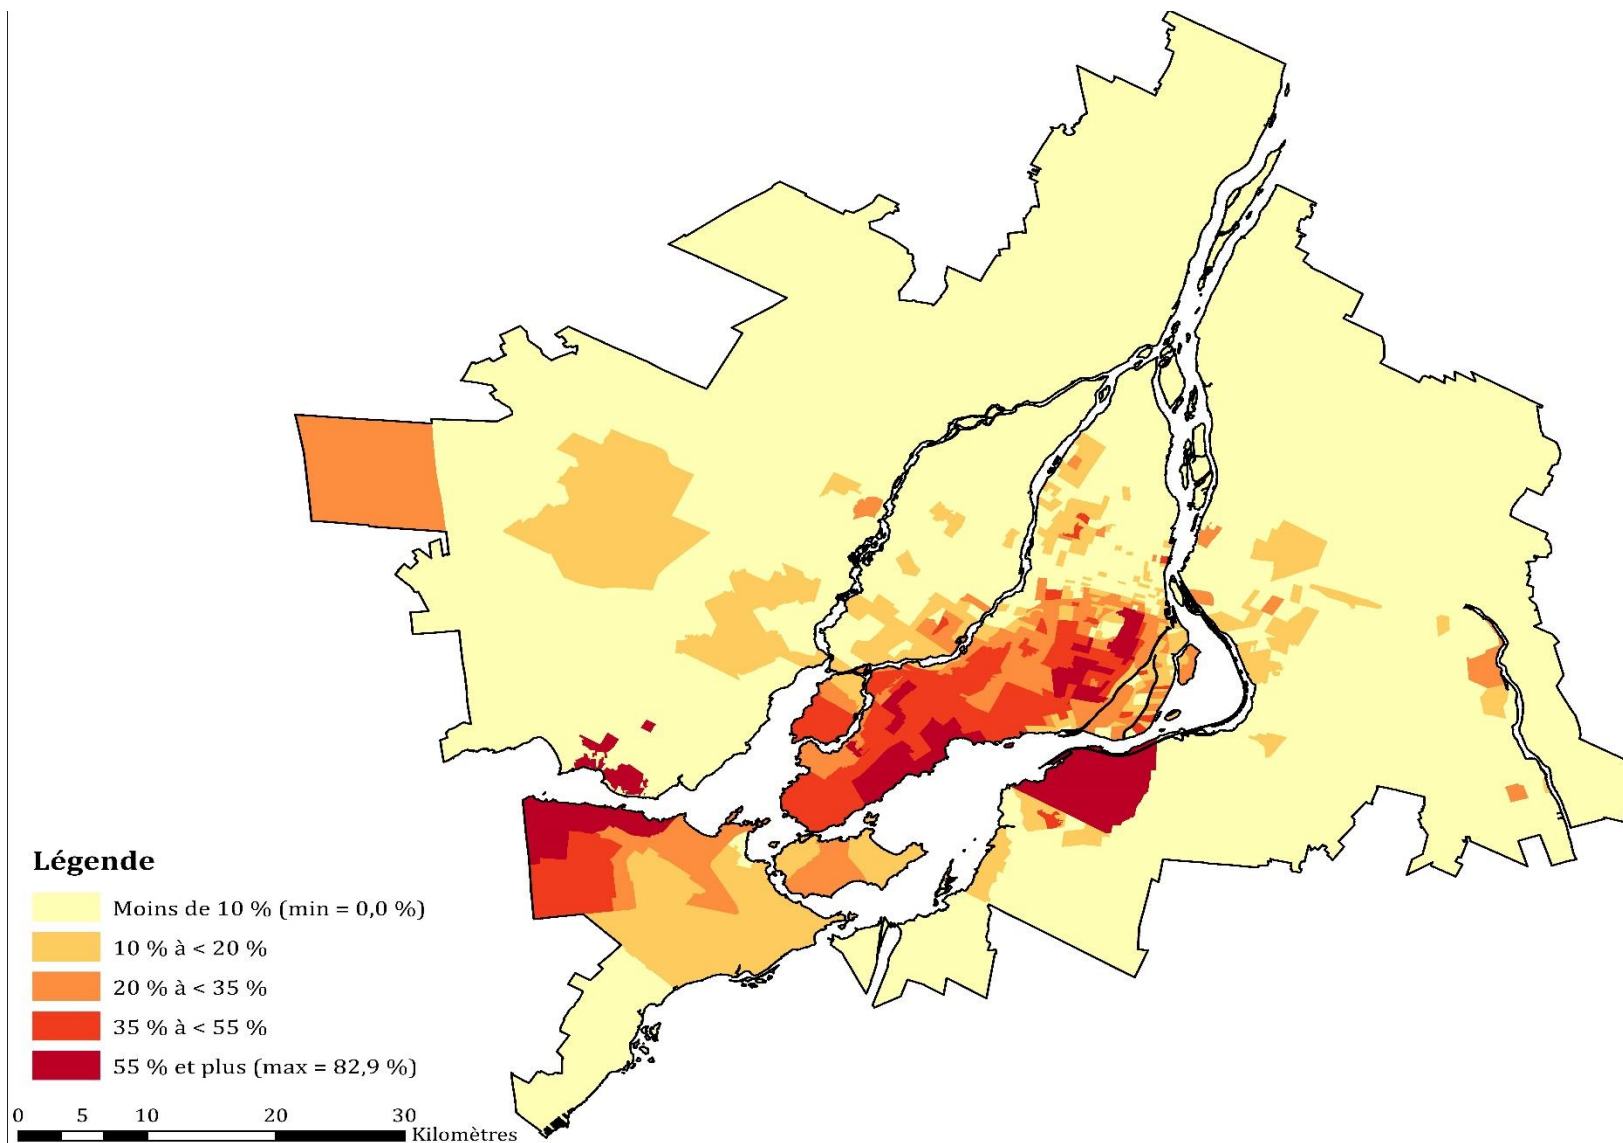 Légende
Moins de 10 % (min = 0,0 %)
10 % à < 20 %
20 % à < 35 %
35 % à < 55 %
55 % et plus (max = 82,9 %)
0 5 10 20 30
Kilomètres